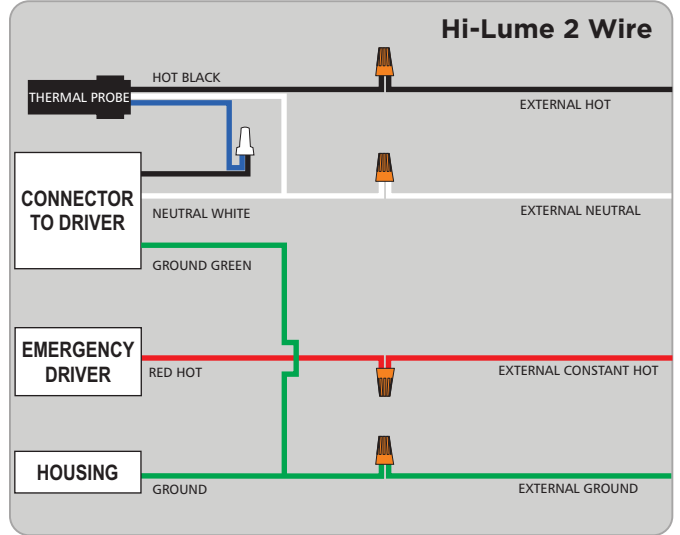 Hi-Lume 2 Wire
HOT BLACK
THERMAL PROBE
EXTERNAL HOT
CONNECTOR
TO DRIVER
NEUTRAL WHITE
EXTERNAL NEUTRAL
GROUND GREEN
EMERGENCY
DRIVER
RED HOT
EXTERNAL CONSTANT HOT
HOUSING
GROUND
EXTERNAL GROUND